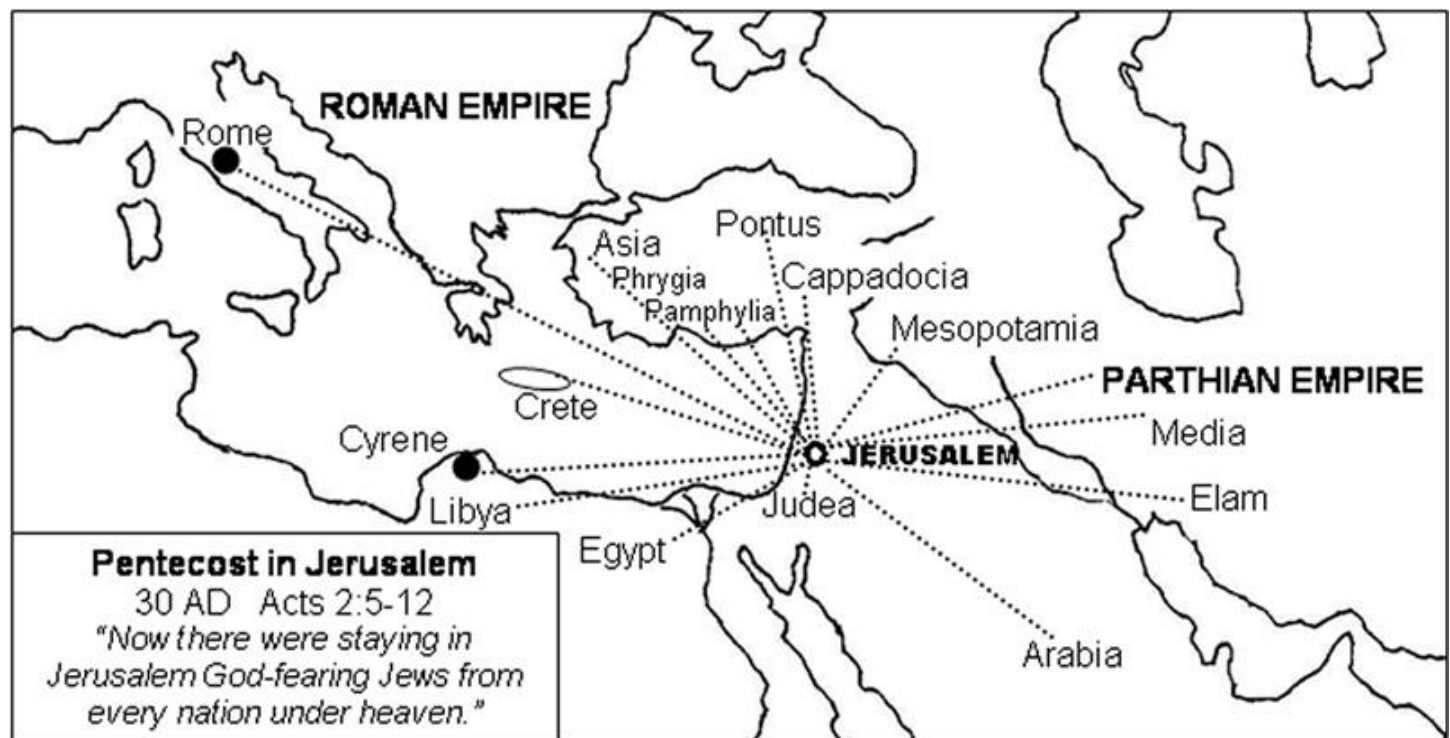 ROMAN EMPIRE
Rome
Pontus
Asia
Phrygia
Cappadocia
Pamphylia
Mesopotamia
PARTHIAN EMPIRE
Crete
Media
Cyrene
JERUSALEM
Elam
Libya
Judea
Egypt
Arabia
Pentecost in Jerusalem
30 AD Acts 2:5-12
"Now there were staying in
Jerusalem God-fearing Jews from
every nation under heaven."